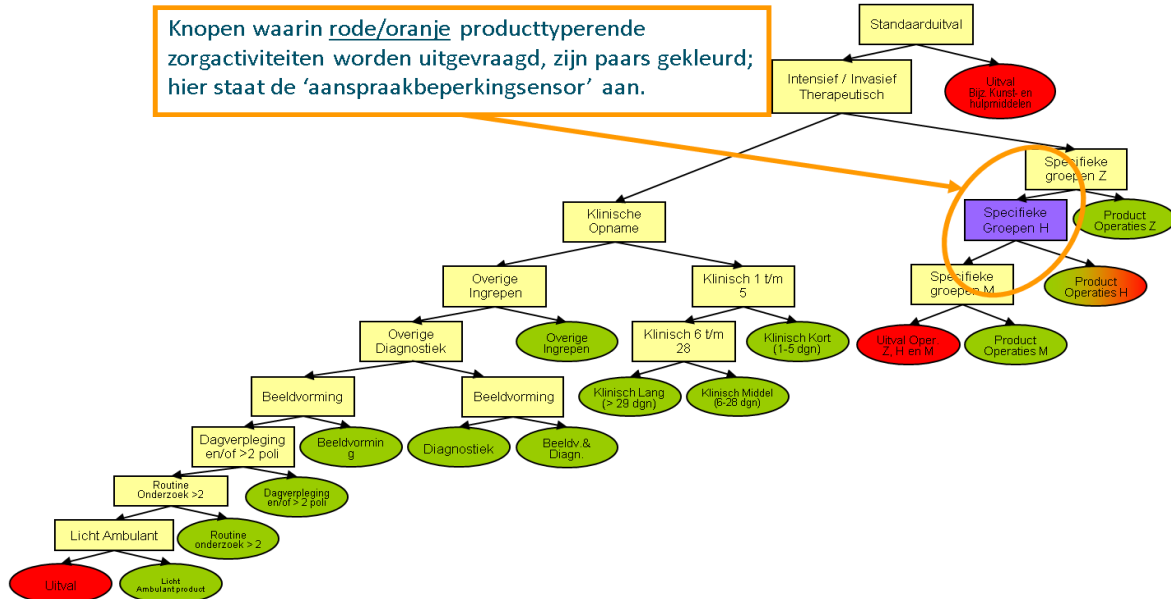 Knopen waarin rode/oranje producttyperende
zorgactiviteiten worden uitgevraagd, zijn paars gekleurd;
hier staat de ‘aanspraakbeperkingsensor’ aan.
Standaarduitval
Intensief / Invasief
Therapeutisch
Uitval
Bijz. Kunst- en
hulpmiddelen
Specifieke
groepen Z
Klinische
Opname
Specifieke
Groepen H
Product
Operaties Z
Overige
Ingrepen
Klinisch 1 t/m
5
Specifieke
groepen M
Product
Operaties H
Overige
Diagnostiek
Overige
Ingrepen
Klinisch 6 t/m
28
Klinisch Kort
(1-5 dgn)
Uitval Oper.
Z, H en M
Product
Operaties M
Beeldvorming
Beeldvorming
Klinisch Lang
(> 29 dgn)
Klinisch Middel
(6-28 dgn)
Dagverpleging
en/of >2 poli
Beeldvormin
g
Diagnostiek
Beeldv.&
Diagn.
Routine
Onderzoek >2
Dagverpleging
en/of > 2 poli
Licht Ambulant
Routine
onderzoek > 2
Uitval
Licht
Ambulant product